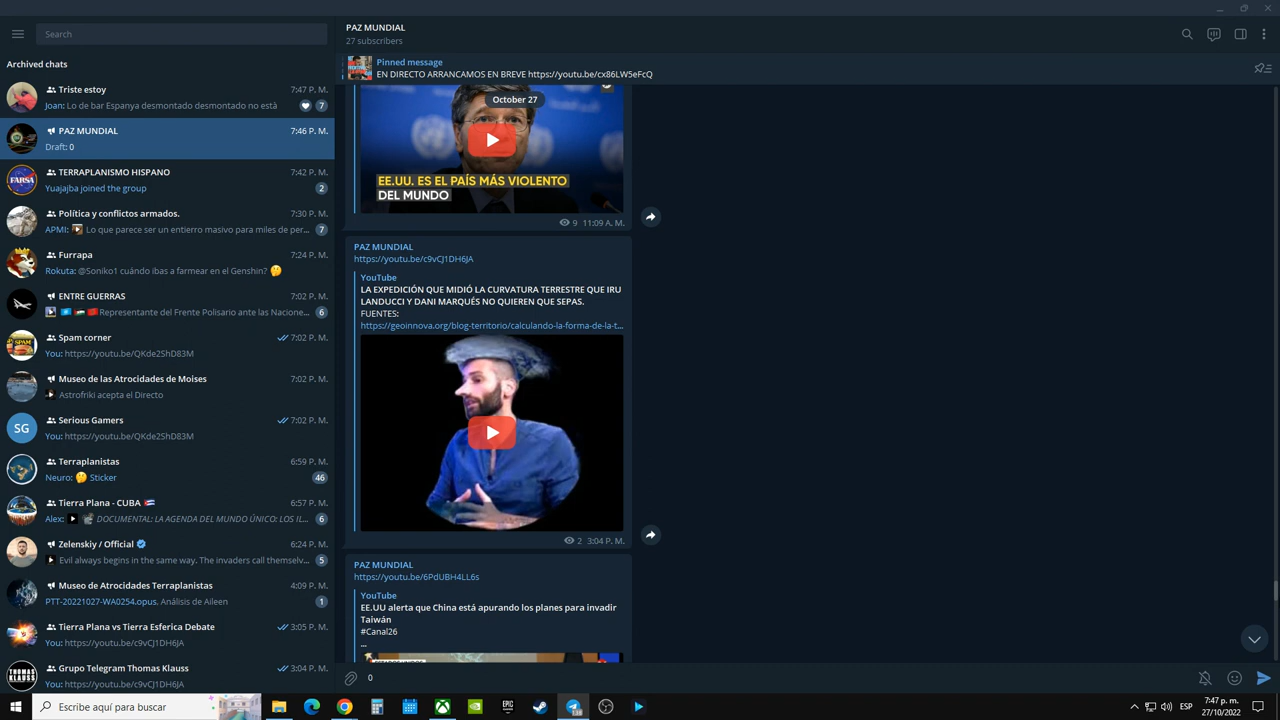 Search
Archived chats
Triste estoy 7:47 P. M.
Joan: Lo de bar Espanya desmontado desmontado no está 7
PAZ MUNDIAL 7:46 P. M.
Draft: 0
TERRAPLANISMO HISPANO 7:42 P. M.
Yuajajba joined the group 2
FARSA
Política y conflictos armados. 7:30 P. M.
APMI: Lo que parece ser un entierro masivo para miles de per... 7
Furrapa 7:24 P. M.
Rokuta: @Soniko1 cuándo ibas a farmear en el Genshin? 🤔
ENTRE GUERRAS 7:02 P. M.
Representante del Frente Polisario ante las Nacione... 6
Spam corner 7:02 P. M.
You: https://youtu.be/QKde2ShD83M
SPAM
Museo de las Atrocidades de Moises 7:02 P. M.
Astrofriki acepta el Directo
SG
Serious Gamers 7:02 P. M.
You: https://youtu.be/QKde2ShD83M
Terraplanistas 6:59 P. M.
Neuro: 🤔 Sticker 46
Tierra Plana - CUBA 🇨🇺 6:57 P. M.
Alex: DOCUMENTAL: LA AGENDA DEL MUNDO ÚNICO: LOS IL... 6
Zelenskiy / Official 6:24 P. M.
Evil always begins in the same way. The invaders call themselv... 5
Museo de Atrocidades Terraplanistas 4:09 P. M.
PTT-20221027-WA0254.opus. Análisis de Aileen 1
Tierra Plana vs Tierra Esferica Debate 3:05 P. M.
You: https://youtu.be/c9vCJ1DH6JA
Grupo Telegram Thomas Klauss 3:04 P. M.
You: https://youtu.be/c9vCJ1DH6JA
THOMAS
KLAUSS
PAZ MUNDIAL
27 subscribers
Pinned message
EN DIRECTO ARRANCAMOS EN BREVE https://youtu.be/cx86LW5eFcQ
October 27
EE.UU. ES EL PAÍS MÁS VIOLENTO
DEL MUNDO
9 11:09 A. M.
PAZ MUNDIAL
https://youtu.be/c9vCJ1DH6JA
YouTube
LA EXPEDICIÓN QUE MIDIÓ LA CURVATURA TERRESTRE QUE IRU
LANDUCCI Y DANI MARQUÉS NO QUIEREN QUE SEPAS.
FUENTES:
https://geoinnova.org/blog-territorio/calculando-la-forma-de-la-t...
2 3:04 P. M.
PAZ MUNDIAL
https://youtu.be/6PdUBH4LL6s
YouTube
EE.UU alerta que China está apurando los planes para invadir
Taiwán
#Canal26
...
0
Escribe aquí para buscar
EPIC
ESP
7:47 p. m.
27/10/2022